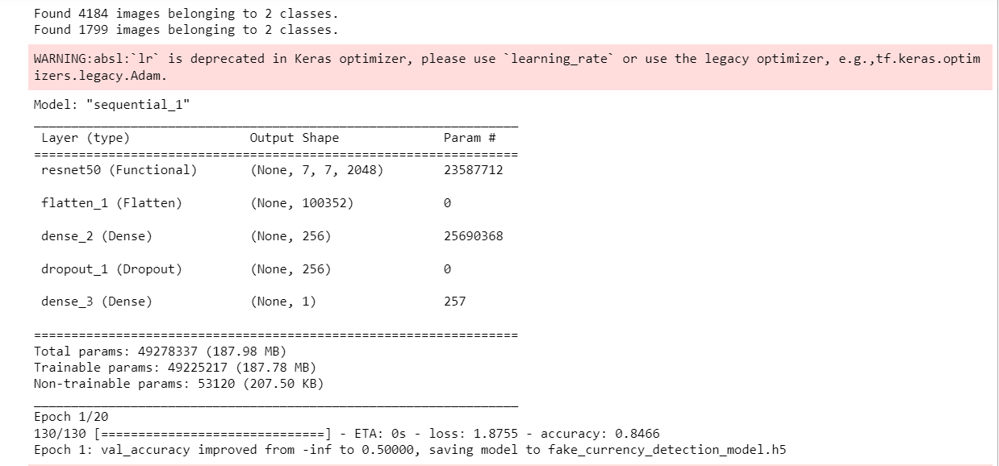 Found 4184 images belonging to 2 classes.
Found 1799 images belonging to 2 classes.
WARNING:absl:`lr` is deprecated in Keras optimizer, please use `learning_rate` or use the legacy optimizer, e.g.,tf.keras.optim
izers.legacy.Adam.
Model: "sequential_1"
_________________________________________________________________
Layer (type) Output Shape Param #
=================================================================
resnet50 (Functional) (None, 7, 7, 2048) 23587712
flatten_1 (Flatten) (None, 100352) 0
dense_2 (Dense) (None, 256) 25690368
dropout_1 (Dropout) (None, 256) 0
dense_3 (Dense) (None, 1) 257
=================================================================
Total params: 49278337 (187.98 MB)
Trainable params: 49225217 (187.78 MB)
Non-trainable params: 53120 (207.50 KB)
_________________________________________________________________
Epoch 1/20
130/130 [==============================] - ETA: 0s - loss: 1.8755 - accuracy: 0.8466
Epoch 1: val_accuracy improved from -inf to 0.50000, saving model to fake_currency_detection_model.h5